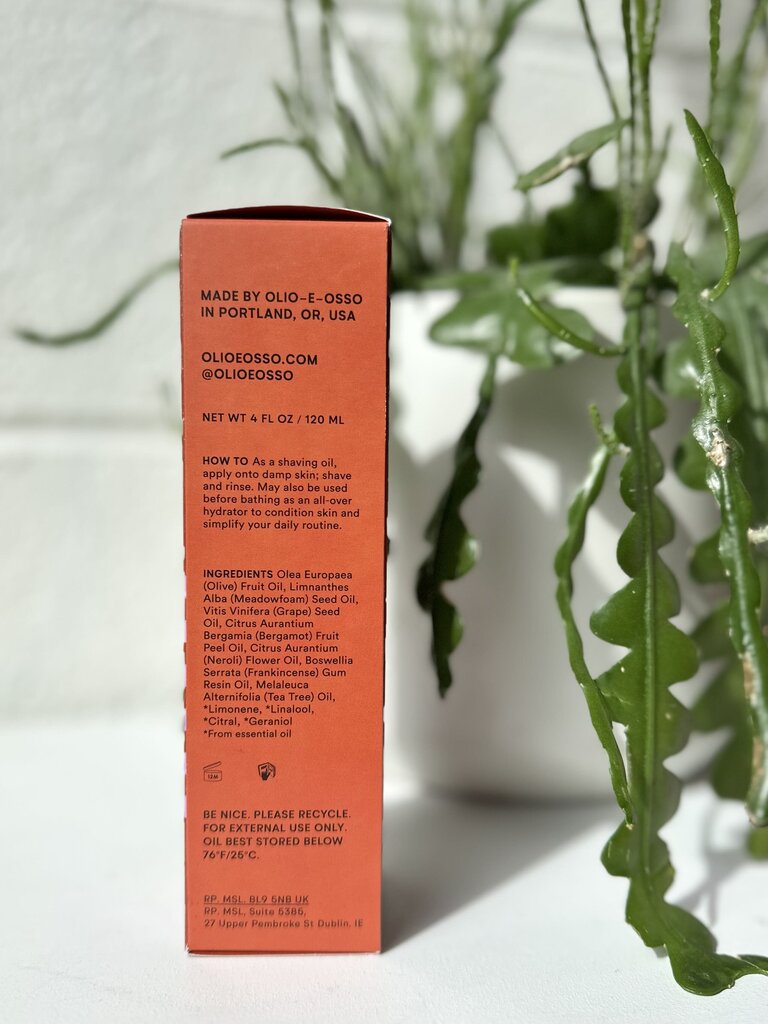 MADE BY OLIO-E-OSSO
IN PORTLAND, OR, USA
OLIOEOSSO.COM
@OLIOEOSSO
NET WT 4 FL OZ / 120 ML
HOW TO As a shaving oil,
apply onto damp skin; shave
and rinse. May also be used
before bathing as an all-over
hydrator to condition skin and
simplify your daily routine.
INGREDIENTS Olea Europaea
(Olive) Fruit Oil, Limnanthes
Alba (Meadowfoam) Seed Oil,
Vitis Vinifera (Grape) Seed
Oil, Citrus Aurantium
Bergamia (Bergamot) Fruit
Peel Oil, Citrus Aurantium
(Neroli) Flower Oil, Boswellia
Serrata (Frankincense) Gum
Resin Oil, Melaleuca
Alternifolia (Tea Tree) Oil,
*Limonene, *Linalool,
*Citral, *Geraniol
*From essential oil
12M
BE NICE. PLEASE RECYCLE.
FOR EXTERNAL USE ONLY.
OIL BEST STORED BELOW
76°F/25°C.
RP. MSL. BL9 5NB UK
RP. MSL, Suite 5385,
27 Upper Pembroke St Dublin, IE